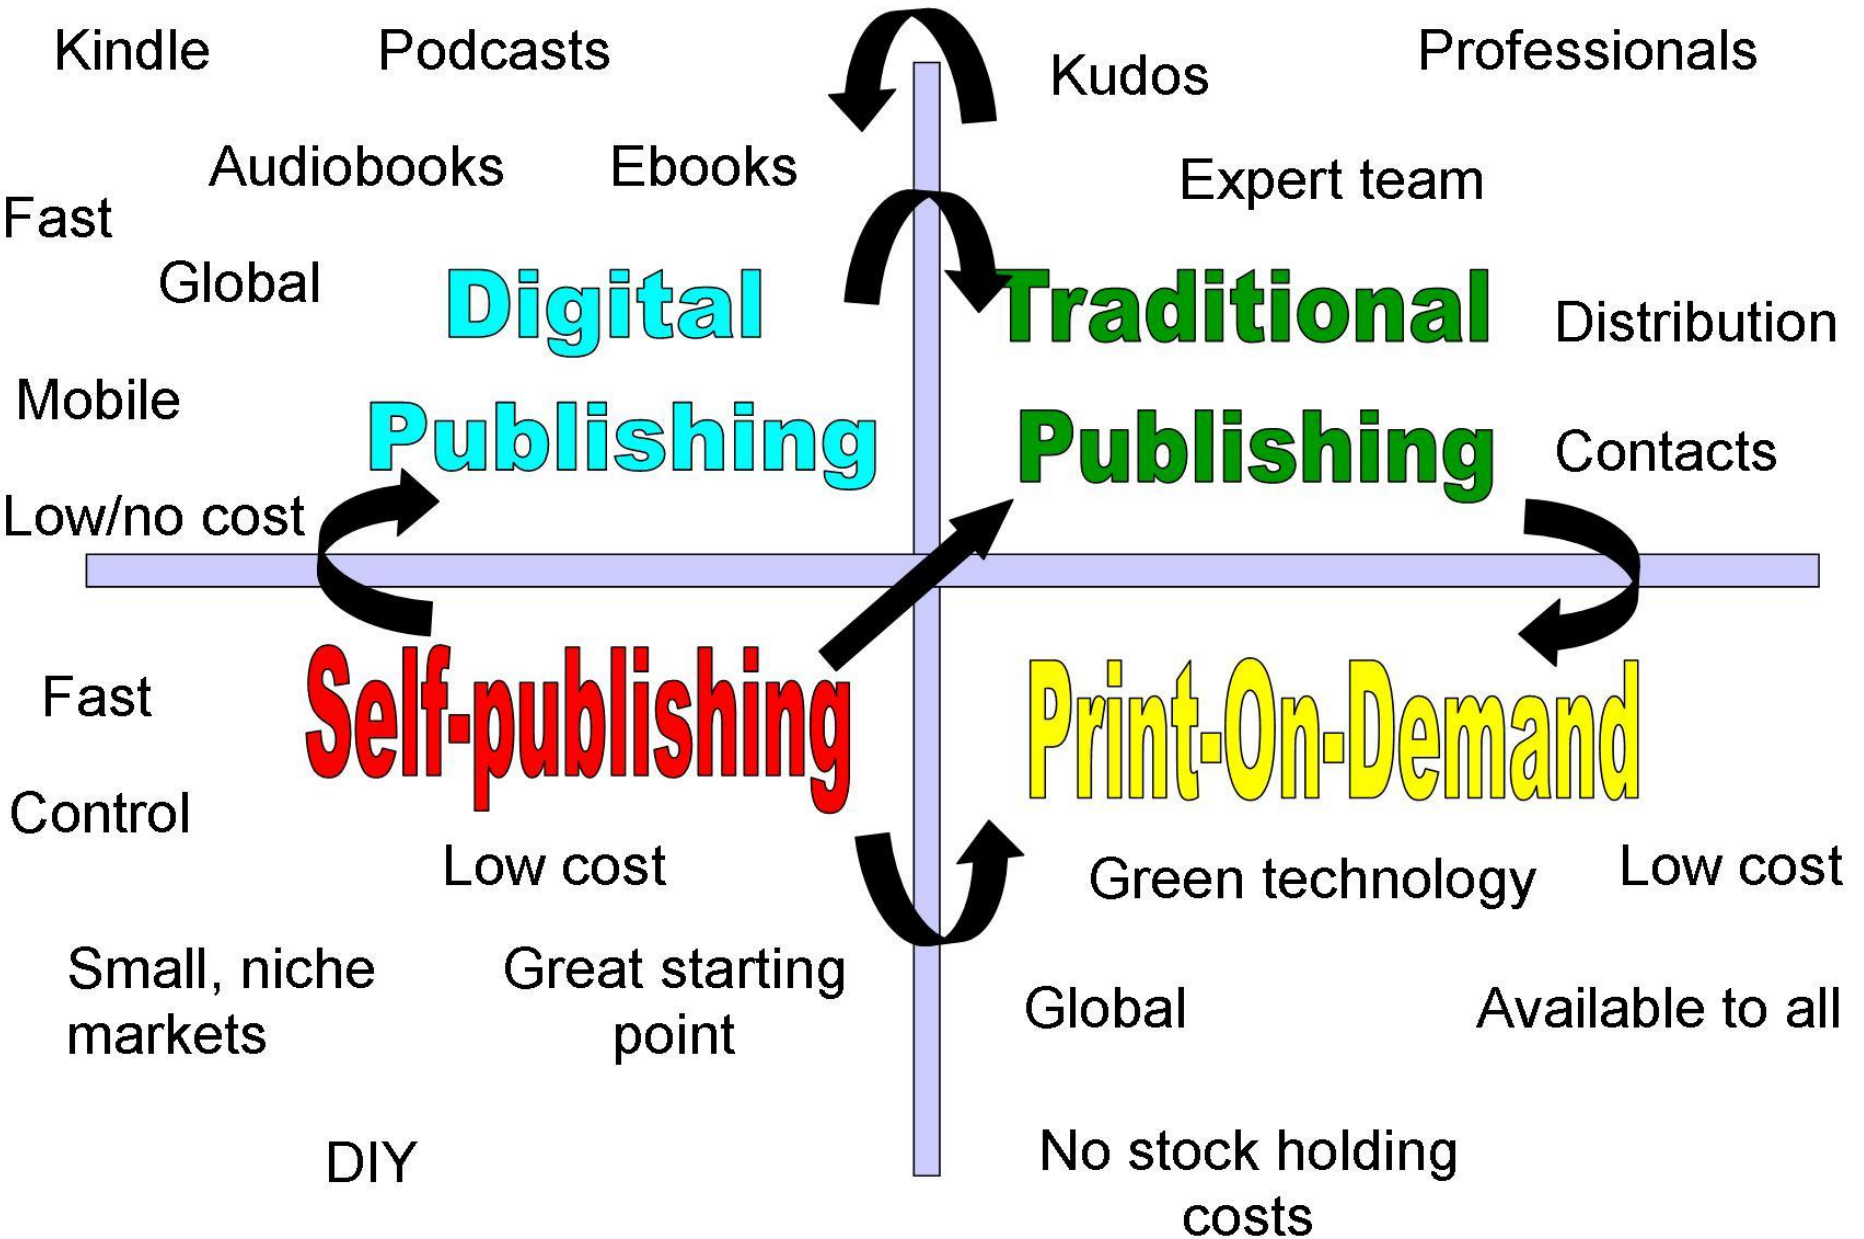 Kindle
Podcasts
Audiobooks
Ebooks
Fast
Global
Digital
Publishing
Mobile
Low/no cost
Kudos
Professionals
Expert team
Traditional
Publishing
Distribution
Contacts
Self-publishing
Fast
Control
Low cost
Small, niche
markets
Great starting
point
DIY
Print-On-Demand
Green technology
Low cost
Global
Available to all
No stock holding
costs